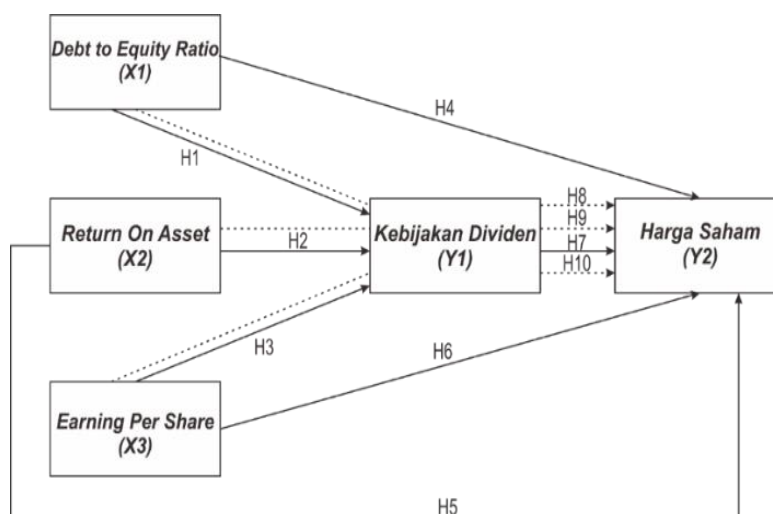 Debt to Equity Ratio
(X1)
H4
H1
Return On Asset
(X2)
H2
Kebijakan Dividen
(Y1)
H8
H9
H7
H10
Harga Saham
(Y2)
H3
H6
Earning Per Share
(X3)
H5